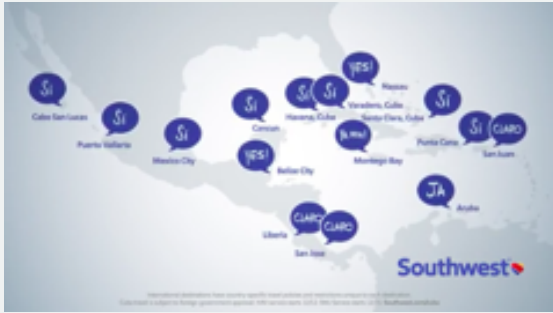 YES!
Nassau
Sí
Cabo San Lucas
Sí
Puerto Vallarta
Sí
Mexico City
Sí
Cancun
Sí
Havana, Cuba
Sí
Varadero, Cuba
Santa Clara, Cuba
Sí
Punta Cana
Sí
CLARO
San Juan
YES!
Belize City
Montego Bay
JA
Aruba
CLARO
Liberia
CLARO
San Jose
Southwest